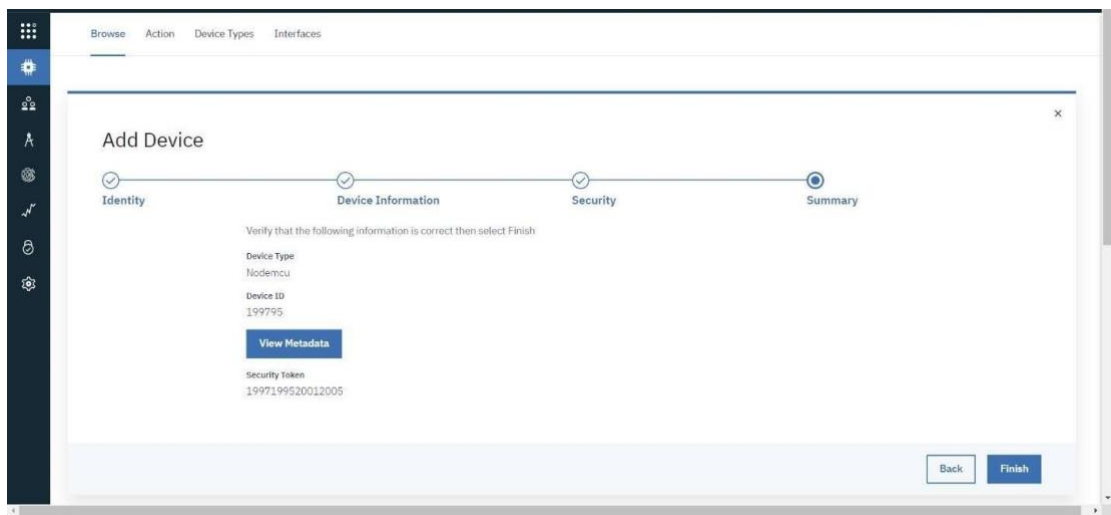 Browse Action Device Types Interfaces
Add Device
Identity Device Information Security Summary
Verify that the following information is correct then select Finish
Device Type
Nodemcu
Device ID
199795
View Metadata
Security Token
1997199520012005
Back Finish